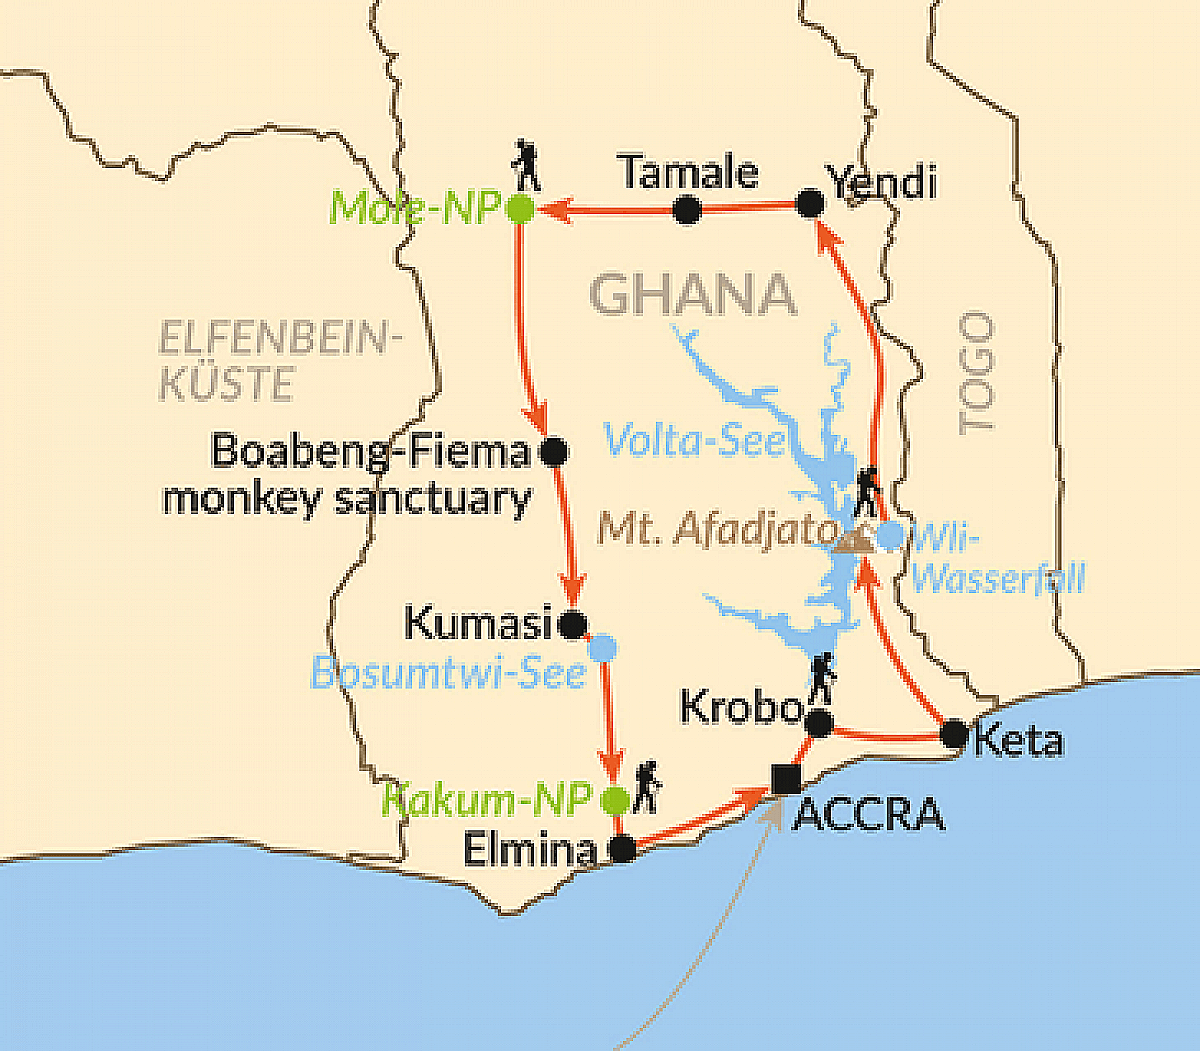 Tamale
Yendi
Mole-NP
GHANA
ELFENBEIN-
KÜSTE
TOGO
Volta-See
Boabeng-Fiema
monkey sanctuary
Mt. Afadjato
Wli-
Wasserfall
Kumasi
Bosumtwi-See
Krobo
Keta
Kakum-NP
ACCRA
Elmina